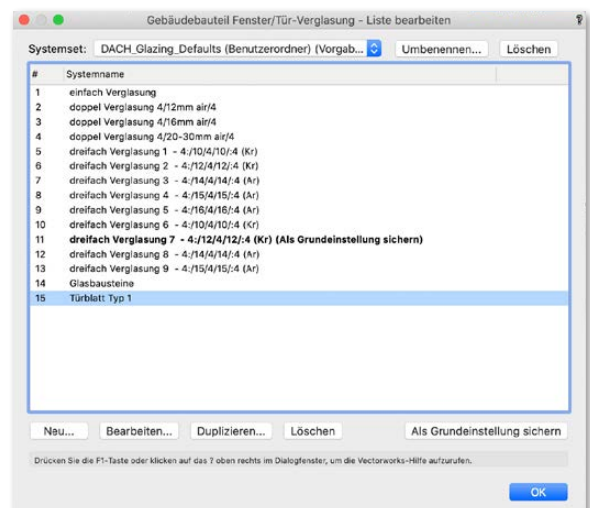 Gebäudebauteil Fenster/Tür-Verglasung - Liste bearbeiten ?
Systemset: DACH_Glazing_Defaults (Benutzerordner) (Vorgab... Umbenennen... Löschen
# Systemname
1 einfach Verglasung
2 doppel Verglasung 4/12mm air/4
3 doppel Verglasung 4/16mm air/4
4 doppel Verglasung 4/20-30mm air/4
5 dreifach Verglasung 1 - 4:/10/4/10/:4 (Kr)
6 dreifach Verglasung 2 - 4:/12/4/12/:4 (Kr)
7 dreifach Verglasung 3 - 4:/14/4/14/:4 (Ar)
8 dreifach Verglasung 4 - 4:/15/4/15/:4 (Ar)
9 dreifach Verglasung 5 - 4:/16/4/16/:4 (Ar)
10 dreifach Verglasung 6 - 4:/10/4/10/:4 (Kr)
11 dreifach Verglasung 7 - 4:/12/4/12/:4 (Kr) (Als Grundeinstellung sichern)
12 dreifach Verglasung 8 - 4:/14/4/14/:4 (Ar)
13 dreifach Verglasung 9 - 4:/15/4/15/:4 (Ar)
14 Glasbausteine
15 Türblatt Typ 1
Neu... Bearbeiten... Duplizieren... Löschen Als Grundeinstellung sichern
Drücken Sie die F1-Taste oder klicken auf das ? oben rechts im Dialogfenster, um die Vectorworks-Hilfe aufzurufen.
OK